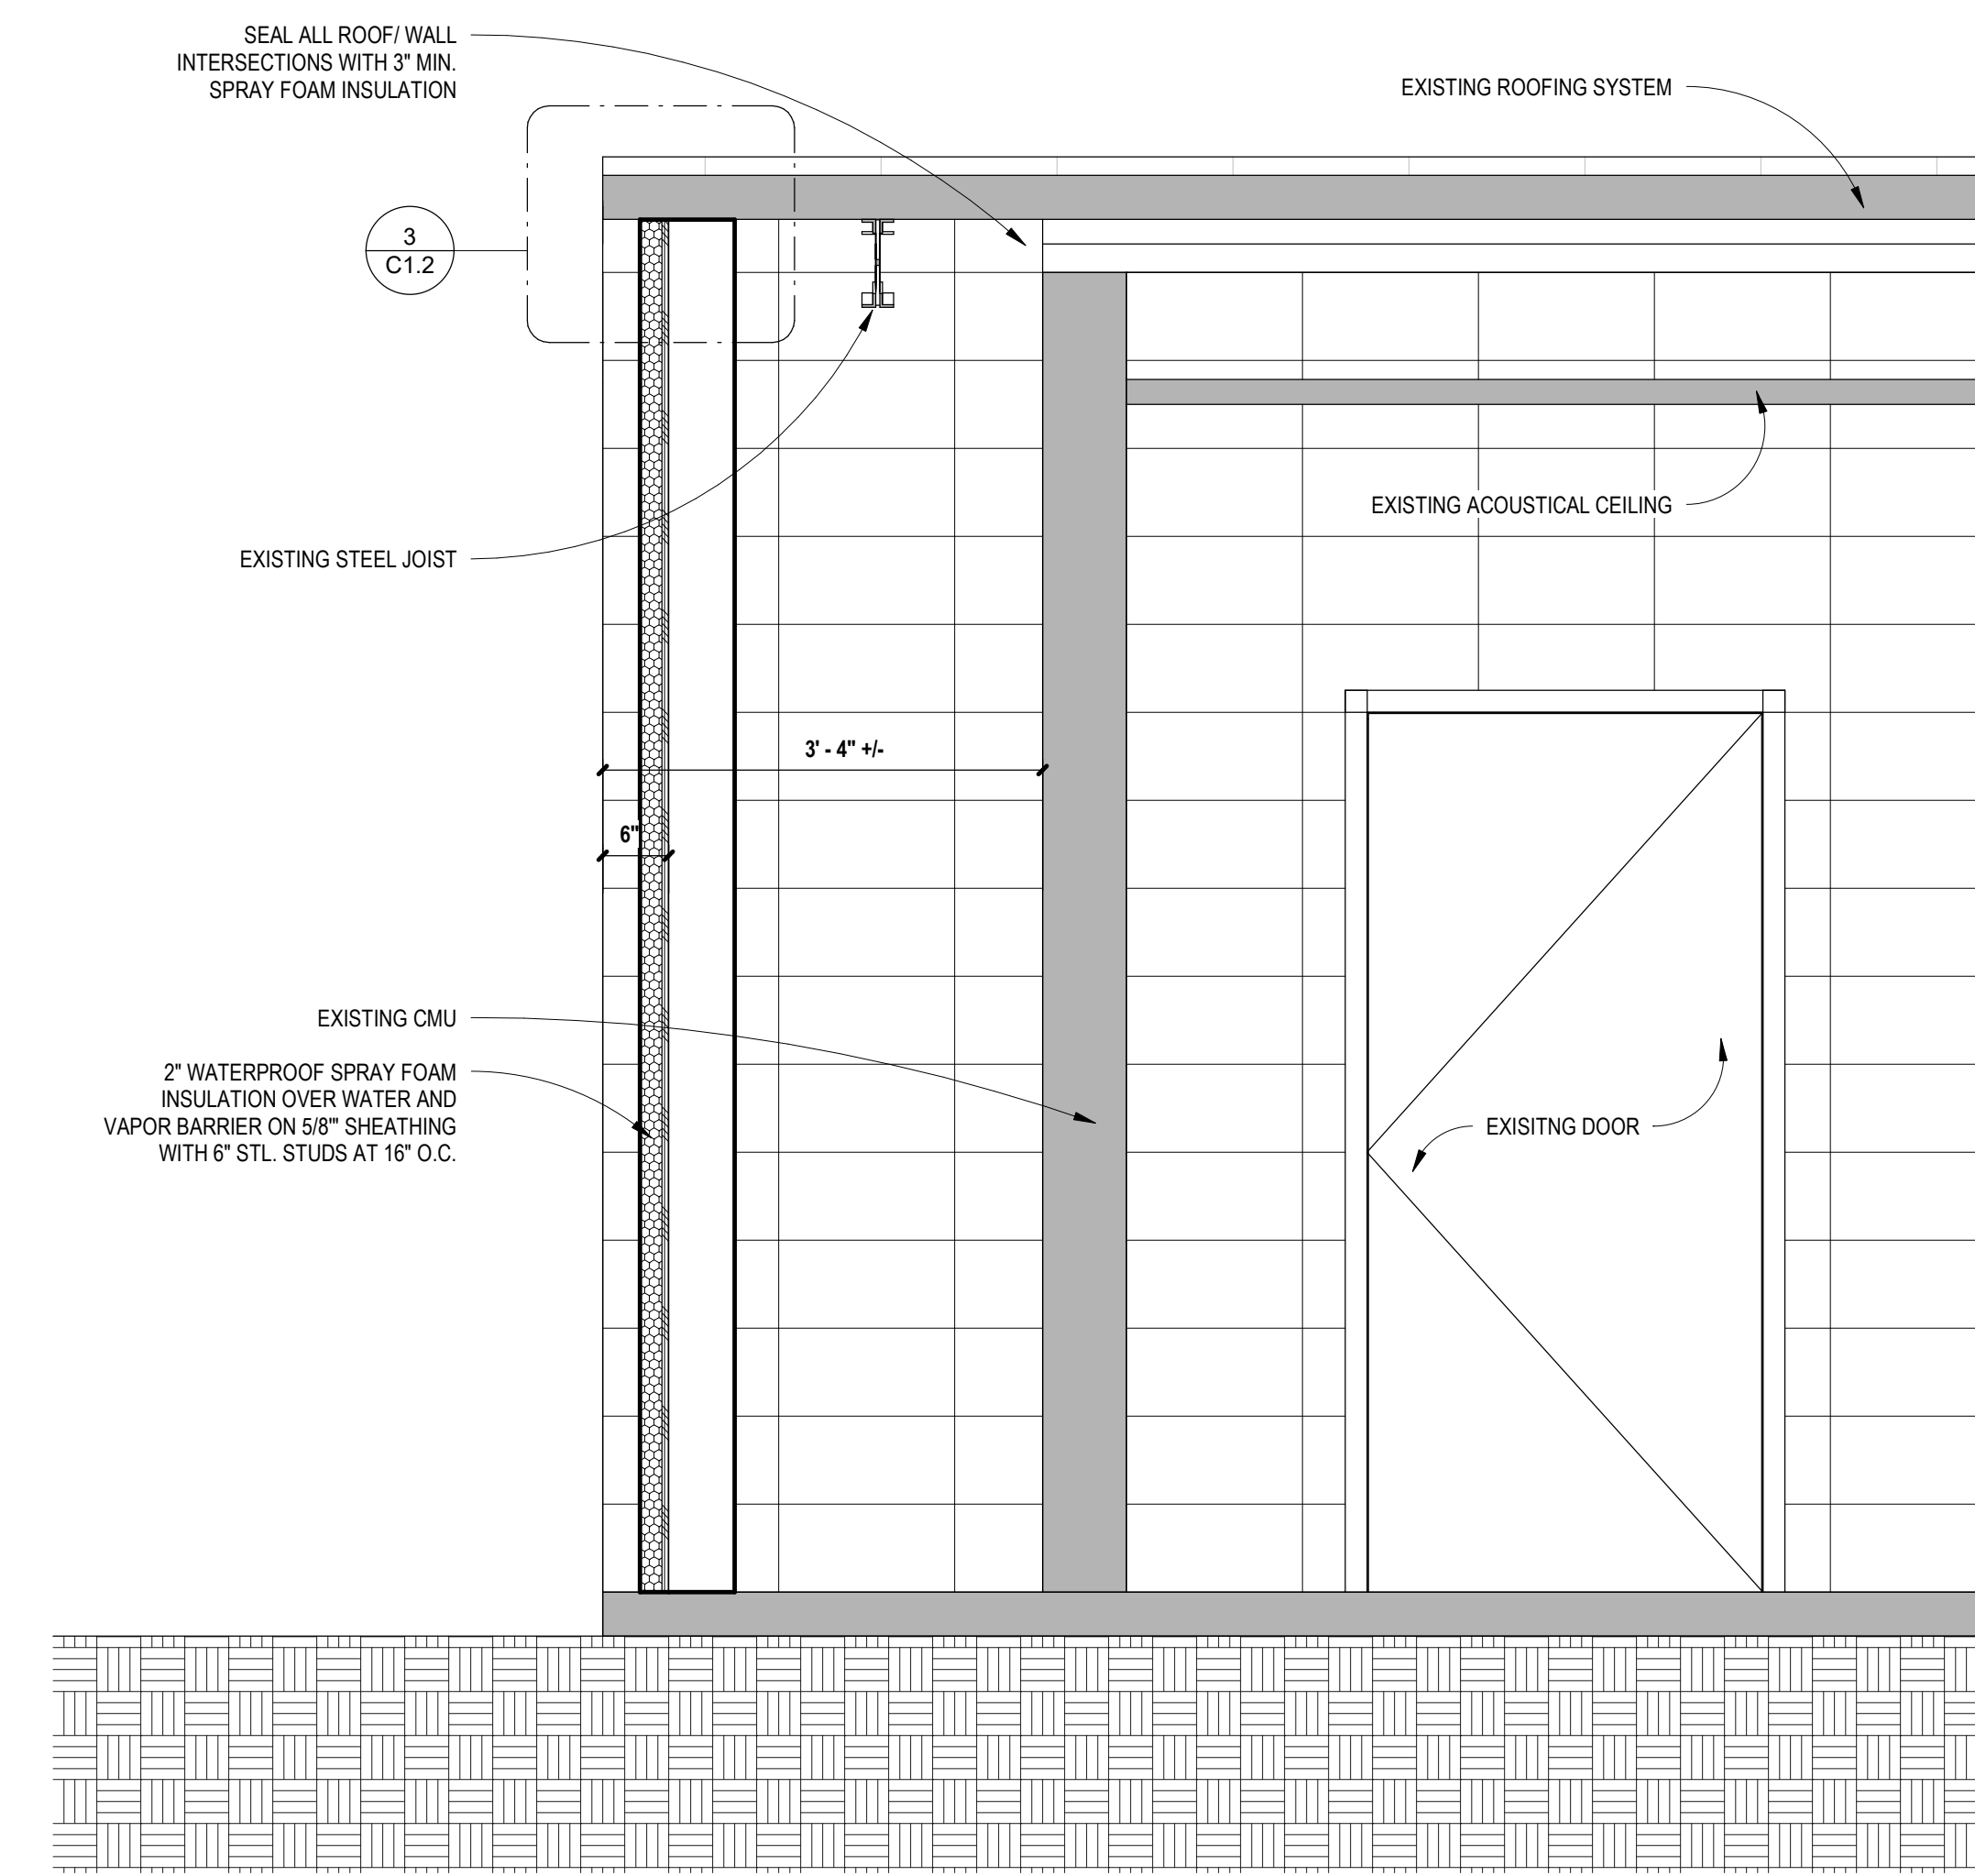 SEAL ALL ROOF/ WALL
INTERSECTIONS WITH 3" MIN.
SPRAY FOAM INSULATION
EXISTING ROOFING SYSTEM
3
C1.2
EXISTING ACOUSTICAL CEILING
EXISTING STEEL JOIST
3' - 4" +/-
6"
EXISTING CMU
2" WATERPROOF SPRAY FOAM
INSULATION OVER WATER AND
VAPOR BARRIER ON 5/8"' SHEATHING
WITH 6" STL. STUDS AT 16" O.C.
EXISITNG DOOR